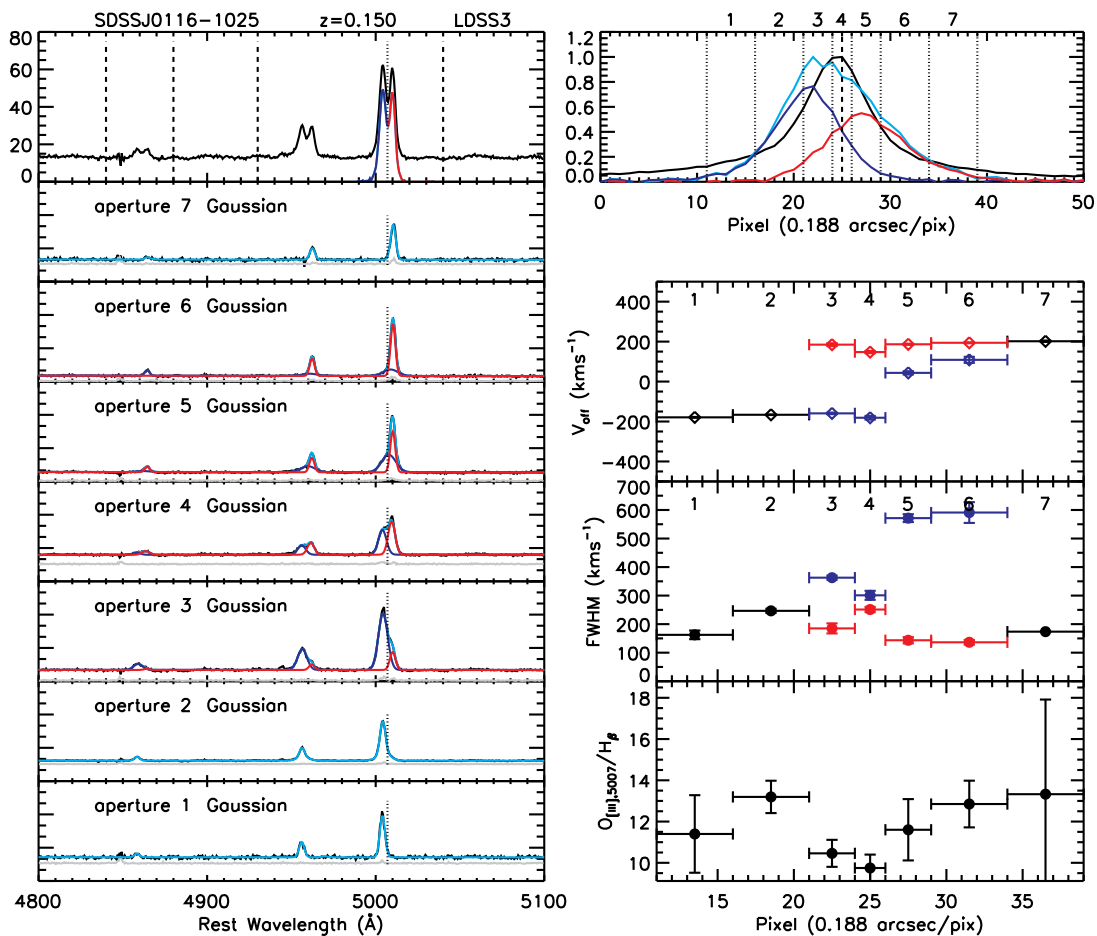 SDSSJ0116-1025 z=0.150 LDSS3
80
60
40
20
0
aperture 7 Gaussian
aperture 6 Gaussian
aperture 5 Gaussian
aperture 4 Gaussian
aperture 3 Gaussian
aperture 2 Gaussian
aperture 1 Gaussian
4800 4900 5000 5100
Rest Wavelength (Å)
1 2 3 4 5 6 7
1.2
1.0
0.8
0.6
0.4
0.2
0.0
0 10 20 30 40 50
Pixel (0.188 arcsec/pix)
1 2 3 4 5 6 7
400
200
0
-200
-400
Voff (kms-1)
1 2 3 4 5 6 7
700
600
500
400
300
200
100
0
FWHM (kms-1)
18
16
14
12
10
O[III],5007/Hβ
15 20 25 30 35
Pixel (0.188 arcsec/pix)